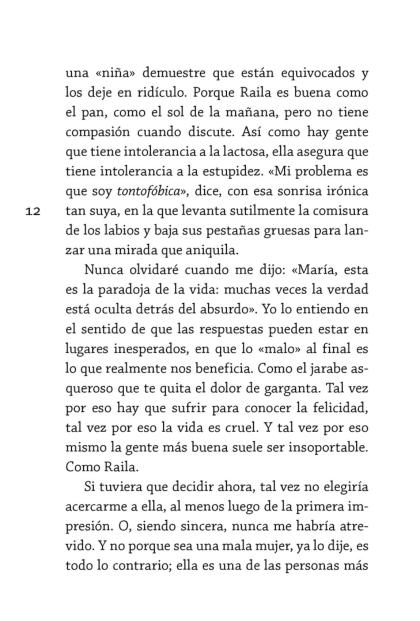 una «niña» demuestre que están equivocados y
los deje en ridículo. Porque Raila es buena como
el pan, como el sol de la mañana, pero no tiene
compasión cuando discute. Así como hay gente
que tiene intolerancia a la lactosa, ella asegura que
tiene intolerancia a la estupidez. «Mi problema es
que soy tontofóbica», dice, con esa sonrisa irónica
12 tan suya, en la que levanta sutilmente la comisura
de los labios y baja sus pestañas gruesas para lan-
zar una mirada que aniquila.
Nunca olvidaré cuando me dijo: «María, esta
es la paradoja de la vida: muchas veces la verdad
está oculta detrás del absurdo». Yo lo entiendo en
el sentido de que las respuestas pueden estar en
lugares inesperados, en que lo «malo» al final es
lo que realmente nos beneficia. Como el jarabe as-
queroso que te quita el dolor de garganta. Tal vez
por eso hay que sufrir para conocer la felicidad,
tal vez por eso la vida es cruel. Y tal vez por eso
mismo la gente más buena suele ser insoportable.
Como Raila.
Si tuviera que decidir ahora, tal vez no elegiría
acercarme a ella, al menos luego de la primera im-
presión. O, siendo sincera, nunca me habría atre-
vido. Y no porque sea una mala mujer, ya lo dije, es
todo lo contrario; ella es una de las personas más